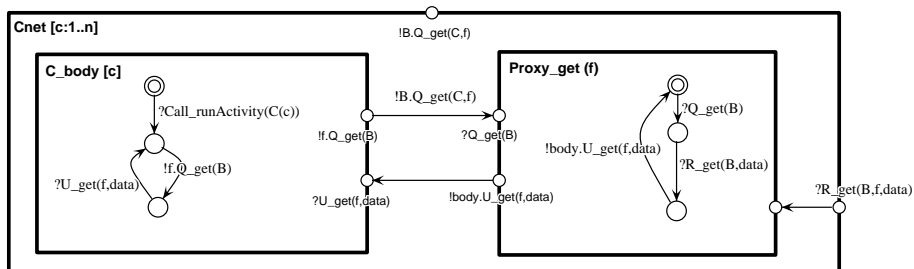 Cnet [c:1..n]
!B.Q_get(C,f)
C_body [c]
?Call_runActivity(C(c))
!f.Q_get(B)
?U_get(f,data)
!B.Q_get(C,f)
!f.Q_get(B)
?Q_get(B)
?U_get(f,data)
!body.U_get(f,data)
Proxy_get (f)
?Q_get(B)
!body.U_get(f,data)
?R_get(B,data)
?R_get(B,f,data)